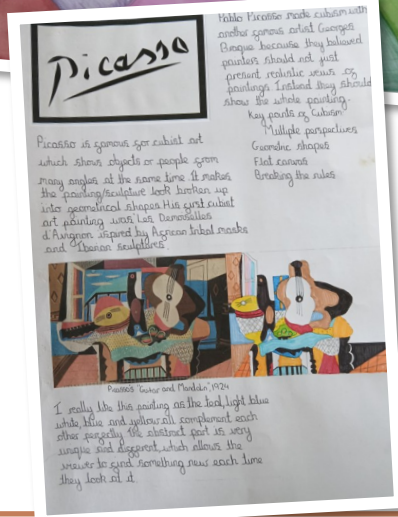 Picasso
Pablo Picasso made cubism with
another famous artist Georges
Braque because they believed
painters should not just
present realistic views of
paintings Instead they should
show the whole painting.
Key points of Cubism
Multiple perspectives
Geometric shapes
Flat
Breaking the rules
Picasso is famous for cubist art
which shows objects or people from
many angles at the same time. It makes
the painting/sculpture look broken up
into geometrical shapes. His first cubist
art painting was 'Les Demoiselles
d'Avignon ispired by African tribal masks
and Iberian sculptures.
Picasso's "Guitar and Mandolin", 1924
I really like this painting as the teal, light blue
white, blue and yellow all complement each
other perfectly The abstract part is very
unique and different, which allows the
viewer to find something new each time
they look at it.